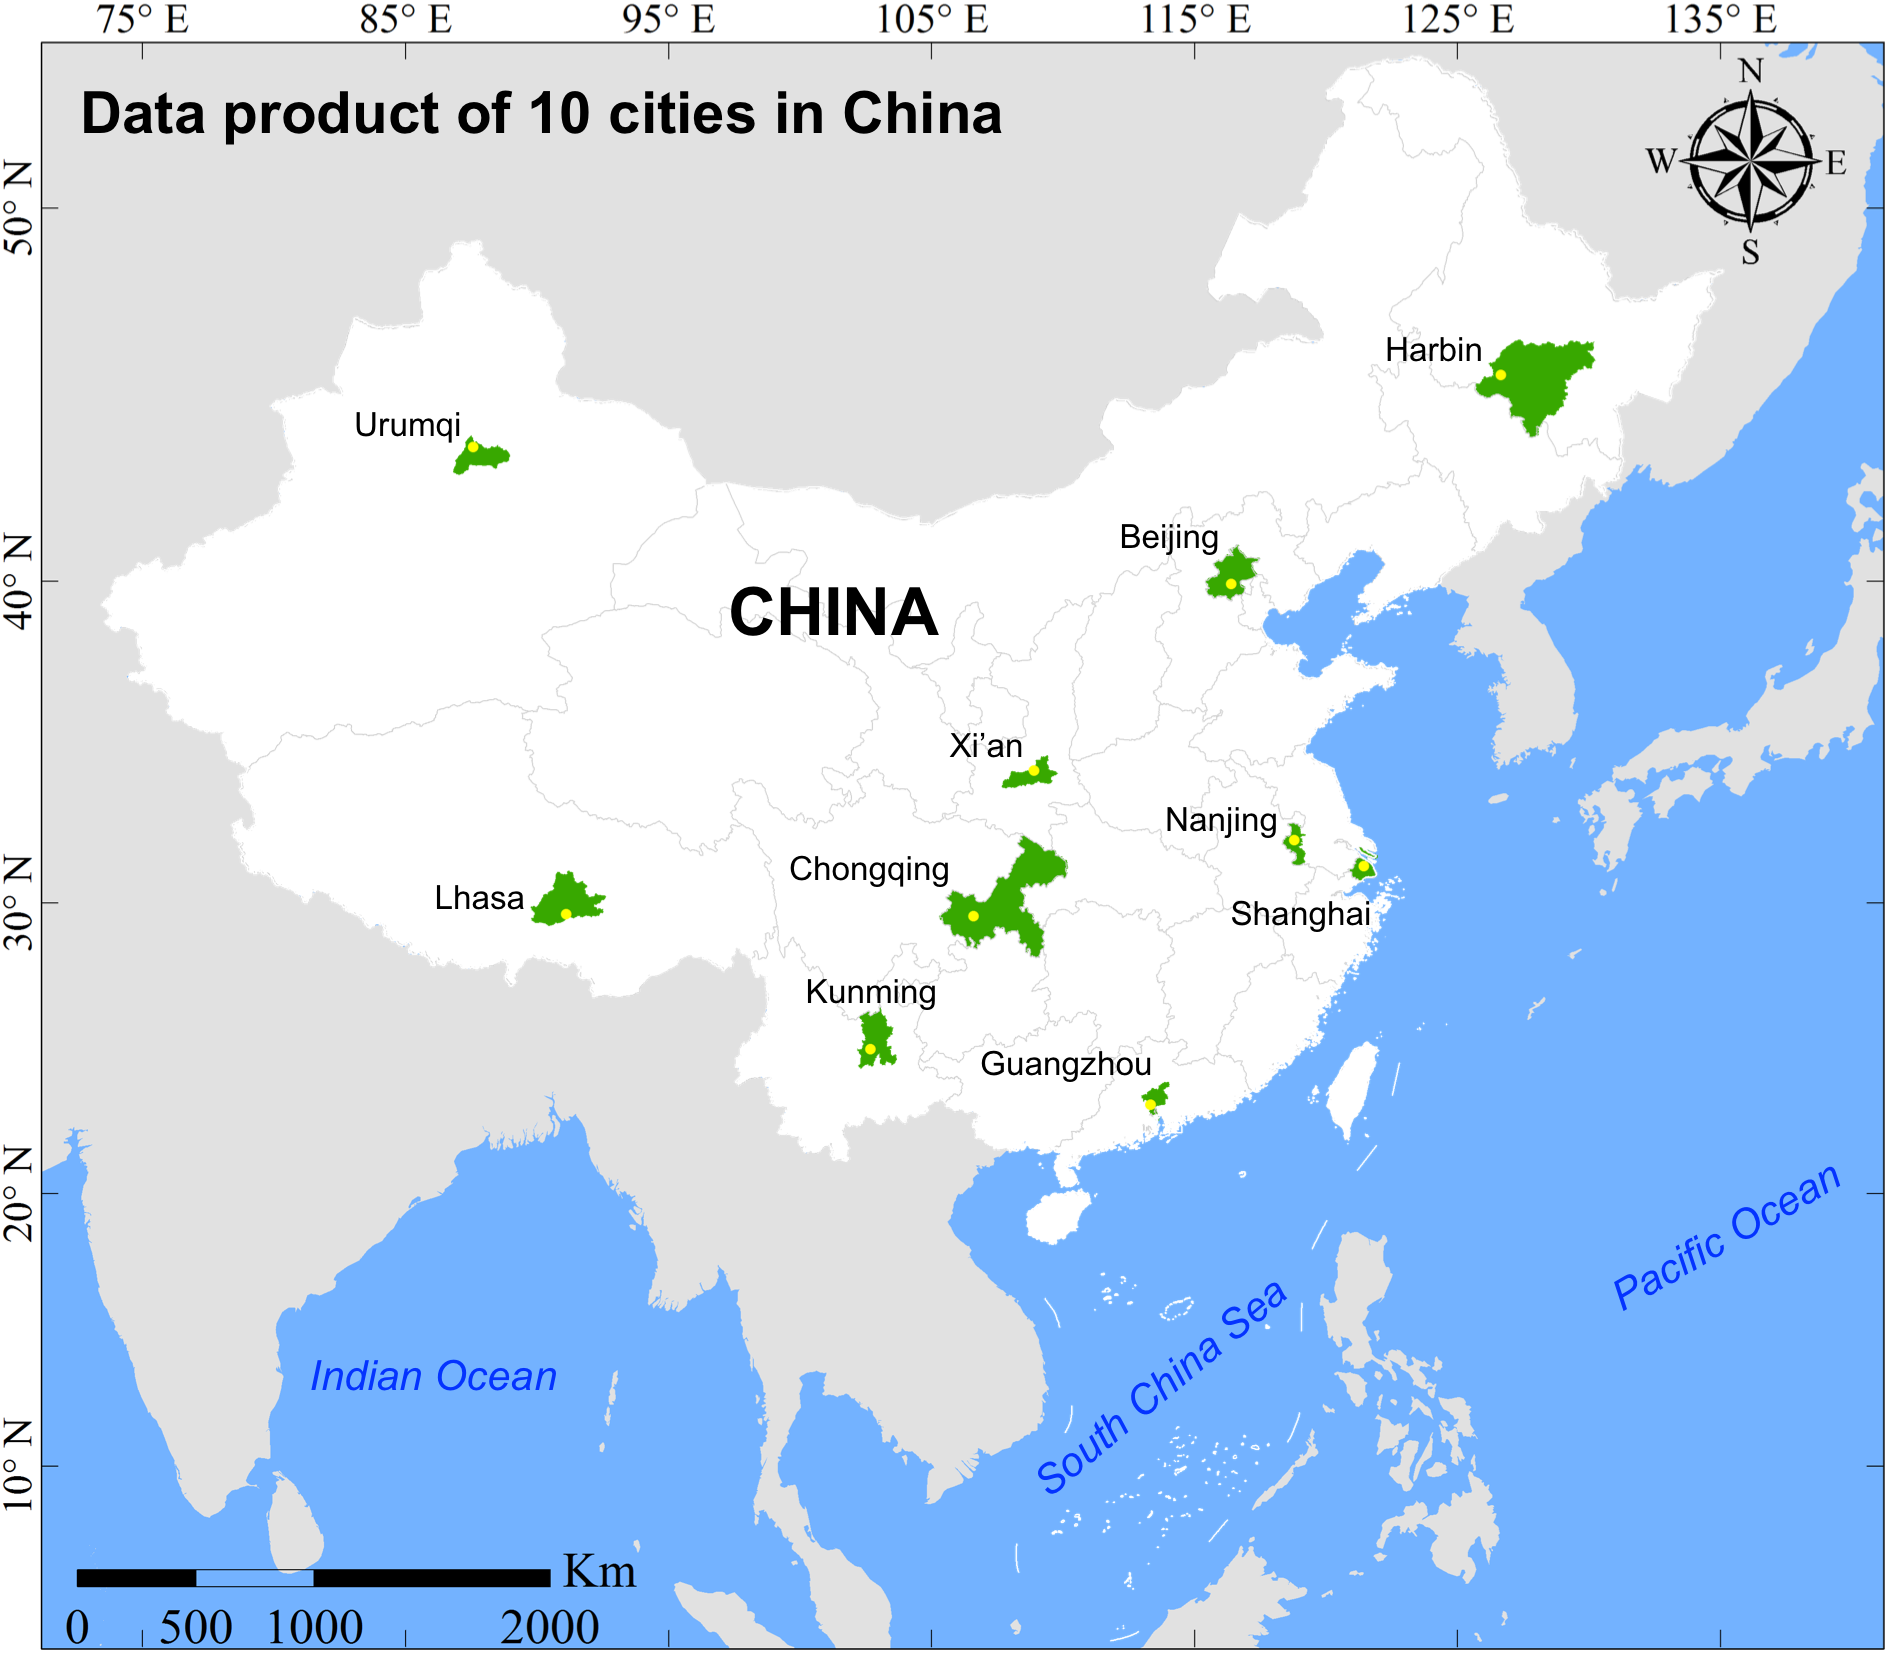 75° E 85° E 95° E 105° E 115° E 125° E 135° E
Data product of 10 cities in China
N
W E
S
50° N
40° N
30° N
20° N
10° N
Harbin
Urumqi
Beijing
CHINA
Xi’an
Nanjing
Chongqing
Lhasa
Shanghai
Kunming
Guangzhou
Pacific Ocean
South China Sea
Indian Ocean
Km
0 500 1000 2000